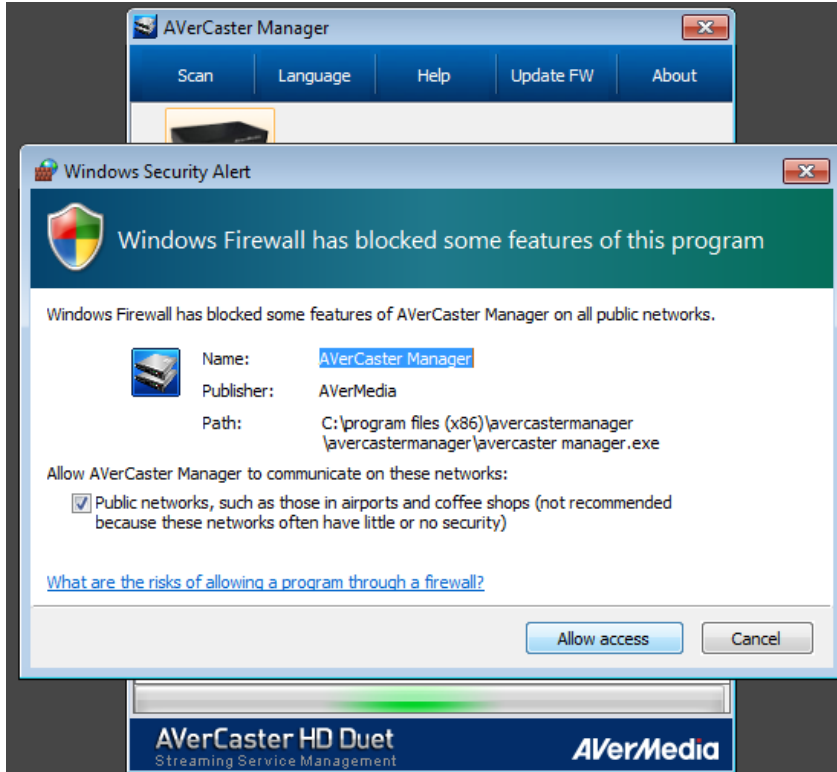 AVerCaster Manager
Scan Language Help Update FW About
Windows Security Alert
Windows Firewall has blocked some features of this program
Windows Firewall has blocked some features of AVerCaster Manager on all public networks.
Name: AVerCaster Manager
Publisher: AVerMedia
Path: C:\program files (x86)\avercastermanager
\avercastermanager\avercaster manager.exe
Allow AVerCaster Manager to communicate on these networks:
Public networks, such as those in airports and coffee shops (not recommended
because these networks often have little or no security)
What are the risks of allowing a program through a firewall?
Allow access Cancel
AVerCaster HD Duet
Streaming Service Management
AVerMedia